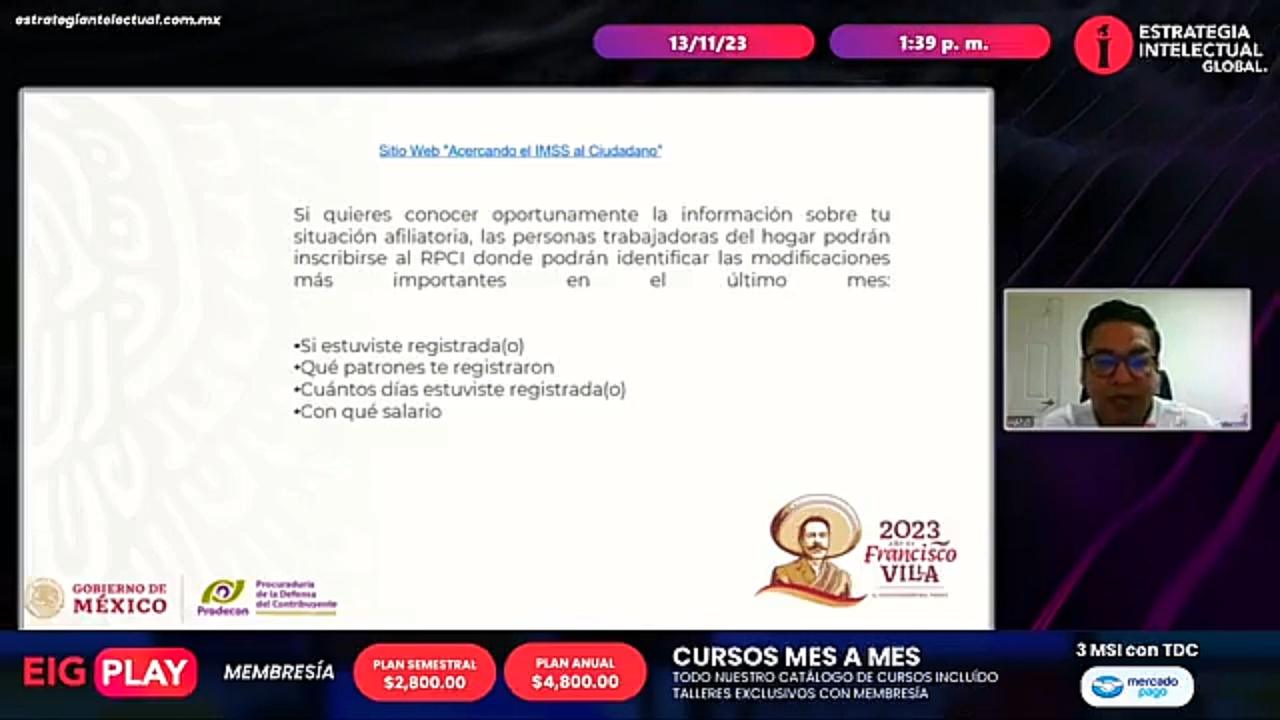 estrategiantelectual.com.mx
13/11/23
1:39 p. m.
ESTRATEGIA
INTELECTUAL
GLOBAL.
Sitio Web "Acercando el IMSS al Ciudadano"
Si quieres conocer oportunamente la información sobre tu
situación afiliatoria, las personas trabajadoras del hogar podrán
inscribirse al RPCI donde podrán identificar las modificaciones
más importantes en el último mes:
•Si estuviste registrada(o)
•Qué patrones te registraron
•Cuántos días estuviste registrada(o)
•Con qué salario
2023
Francisco
VILLA
GOBIERNO DE
MÉXICO
Prodecon
Procuraduría
de la Defensa
del Contribuyente
EIG PLAY
MEMBRESÍA
PLAN SEMESTRAL
$2,800.00
PLAN ANUAL
$4,800.00
CURSOS MES A MES
TODO NUESTRO CATÁLOGO DE CURSOS INCLUÍDO
TALLERES EXCLUSIVOS CON MEMBRESÍA
3 MSI con TDC
mercado
pago